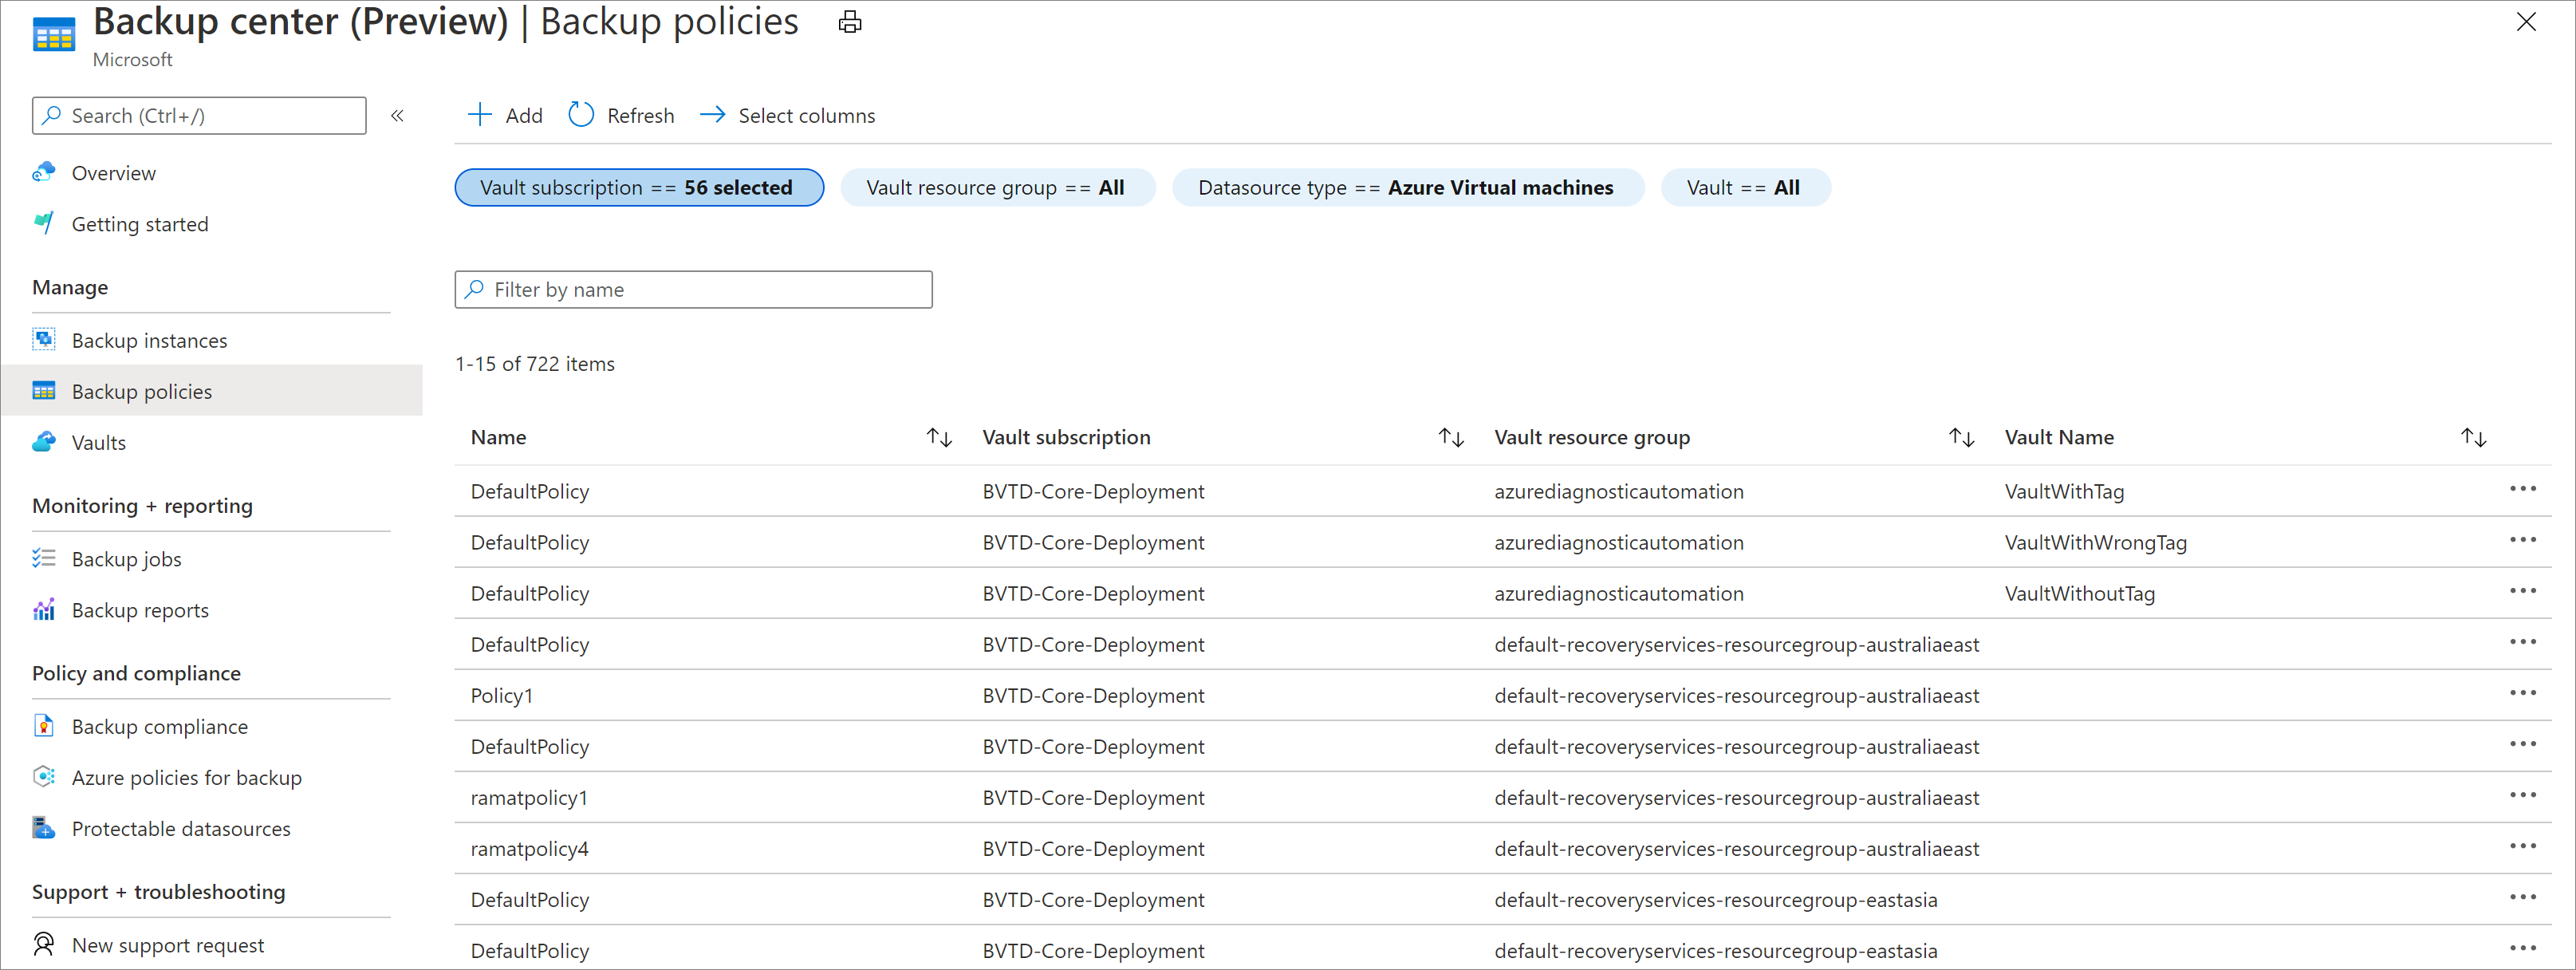 Backup center (Preview) | Backup policies
Microsoft
Search (Ctrl+/)
«
Overview
Getting started
Manage
Backup instances
Backup policies
Vaults
Monitoring + reporting
Backup jobs
Backup reports
Policy and compliance
Backup compliance
Azure policies for backup
Protectable datasources
Support + troubleshooting
New support request
Add Refresh Select columns
Vault subscription == 56 selected Vault resource group == All Datasource type == Azure Virtual machines Vault == All
Filter by name
1-15 of 722 items
Name Vault subscription Vault resource group Vault Name
DefaultPolicy BVTD-Core-Deployment azurediagnosticautomation VaultWithTag
DefaultPolicy BVTD-Core-Deployment azurediagnosticautomation VaultWithWrongTag
DefaultPolicy BVTD-Core-Deployment azurediagnosticautomation VaultWithoutTag
DefaultPolicy BVTD-Core-Deployment default-recoveryservices-resourcegroup-australiaeast
Policy1 BVTD-Core-Deployment default-recoveryservices-resourcegroup-australiaeast
DefaultPolicy BVTD-Core-Deployment default-recoveryservices-resourcegroup-australiaeast
ramatpolicy1 BVTD-Core-Deployment default-recoveryservices-resourcegroup-australiaeast
ramatpolicy4 BVTD-Core-Deployment default-recoveryservices-resourcegroup-australiaeast
DefaultPolicy BVTD-Core-Deployment default-recoveryservices-resourcegroup-eastasia
DefaultPolicy BVTD-Core-Deployment default-recoveryservices-resourcegroup-eastasia